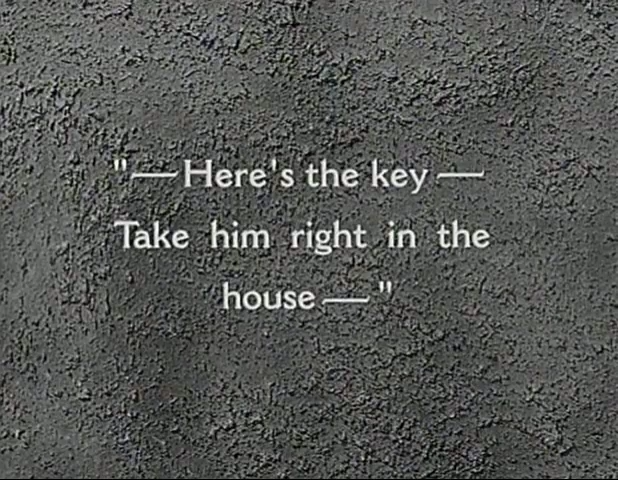 "—Here's the key—
Take him right in the
house—"